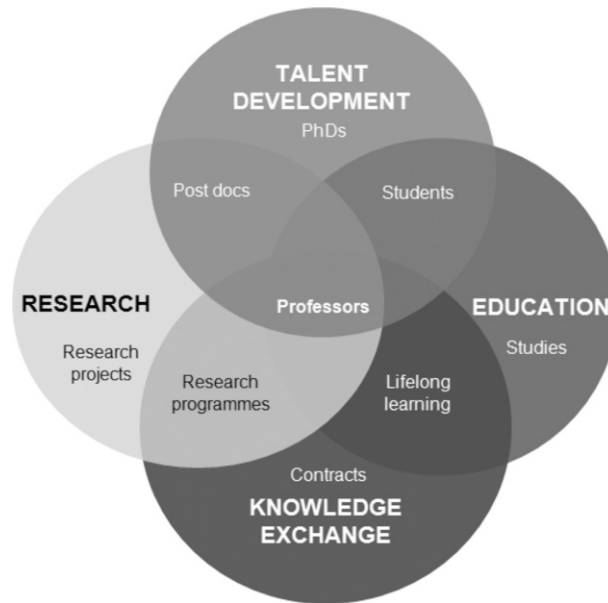 TALENT
DEVELOPMENT
PhDs
Post docs
Students
RESEARCH
Professors
EDUCATION
Research
projects
Studies
Research
programmes
Lifelong
learning
Contracts
KNOWLEDGE
EXCHANGE